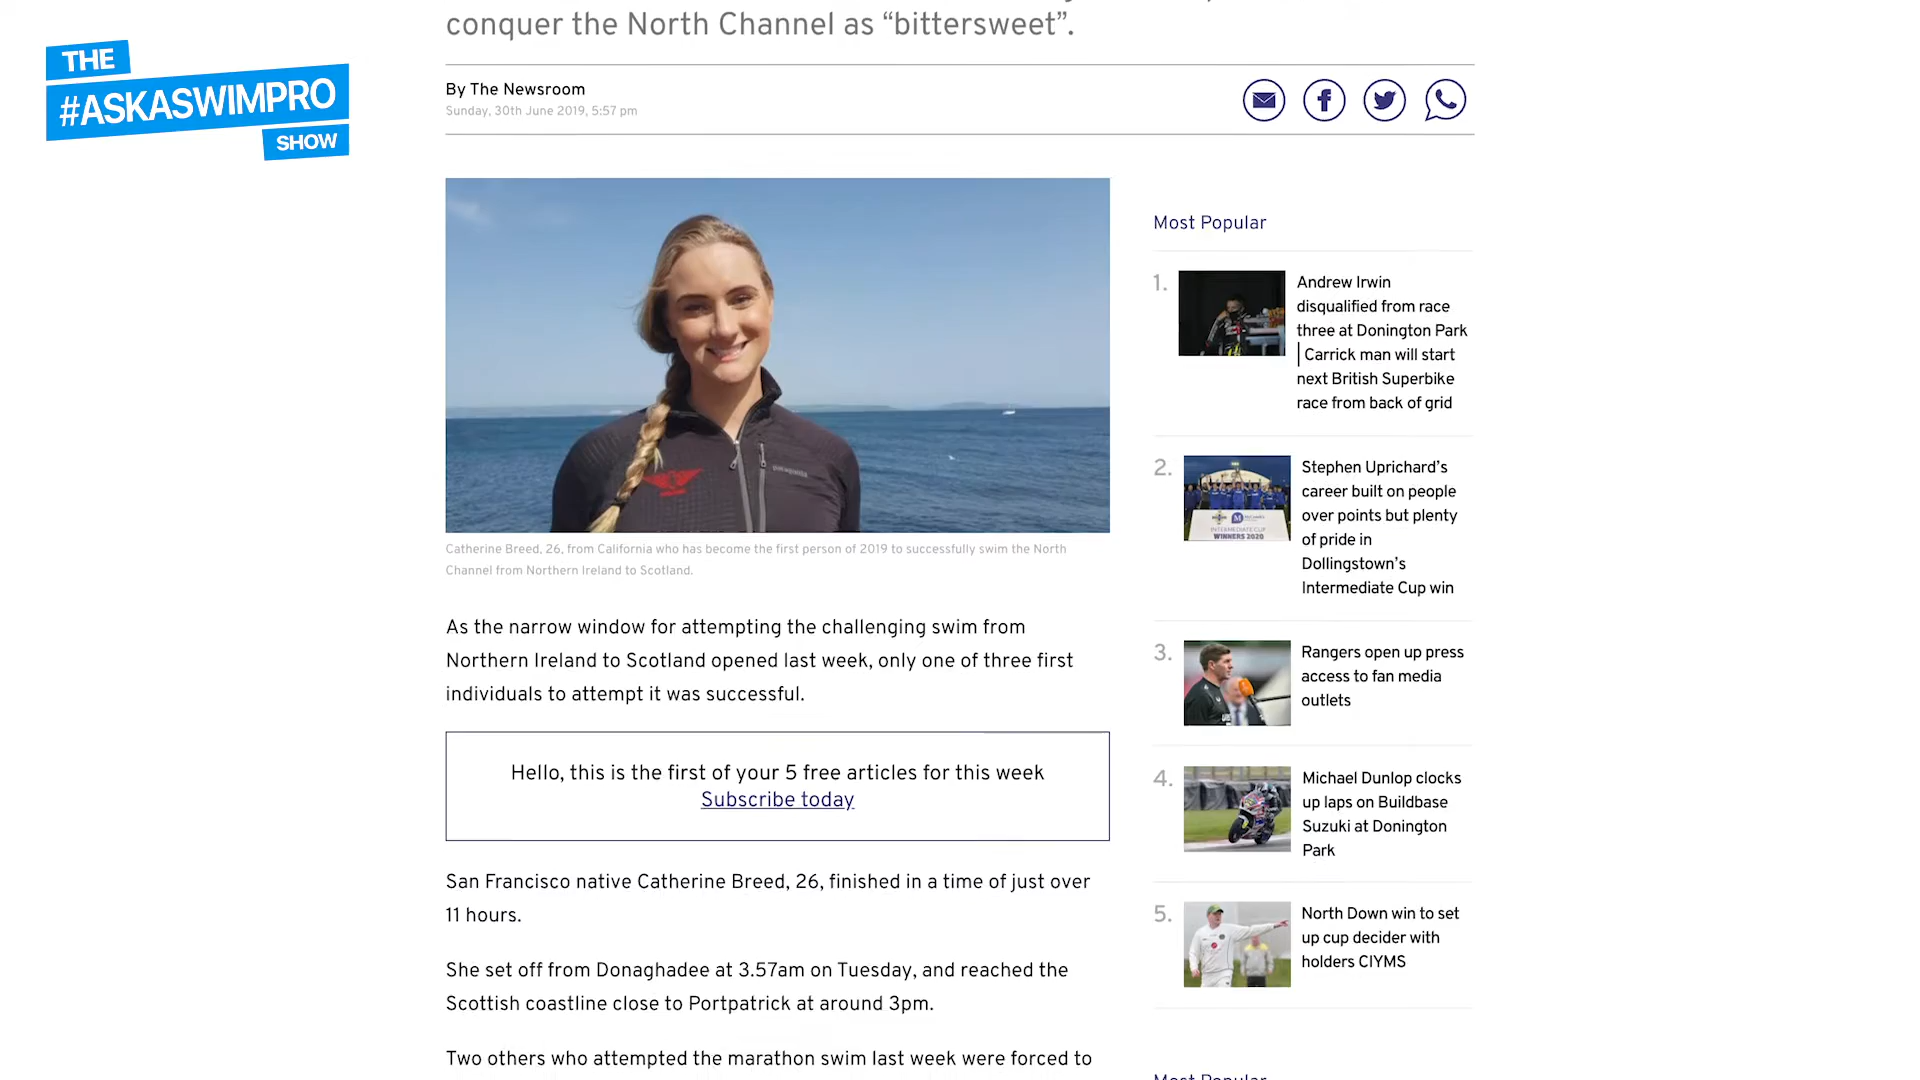 conquer the North Channel as “bittersweet”.
THE
#ASKASWIMPRO
SHOW
By The Newsroom
Sunday, 30th June 2019, 5:57 pm
Most Popular
1.
Andrew Irwin
disqualified from race
three at Donington Park
| Carrick man will start
next British Superbike
race from back of grid
patagonia
2.
Stephen Uprichard’s
career built on people
over points but plenty
of pride in
Dollingstown’s
Intermediate Cup win
INTERMEDIATE CUP
WINNERS 2020
Catherine Breed, 26, from California who has become the first person of 2019 to successfully swim the North
Channel from Northern Ireland to Scotland.
As the narrow window for attempting the challenging swim from
Northern Ireland to Scotland opened last week, only one of three first
individuals to attempt it was successful.
3.
Rangers open up press
access to fan media
outlets
Hello, this is the first of your 5 free articles for this week
Subscribe today
4.
Michael Dunlop clocks
up laps on Buildbase
Suzuki at Donington
Park
San Francisco native Catherine Breed, 26, finished in a time of just over
11 hours.
5.
North Down win to set
up cup decider with
holders CIYMS
She set off from Donaghadee at 3.57am on Tuesday, and reached the
Scottish coastline close to Portpatrick at around 3pm.
Two others who attempted the marathon swim last week were forced to
Most Popular